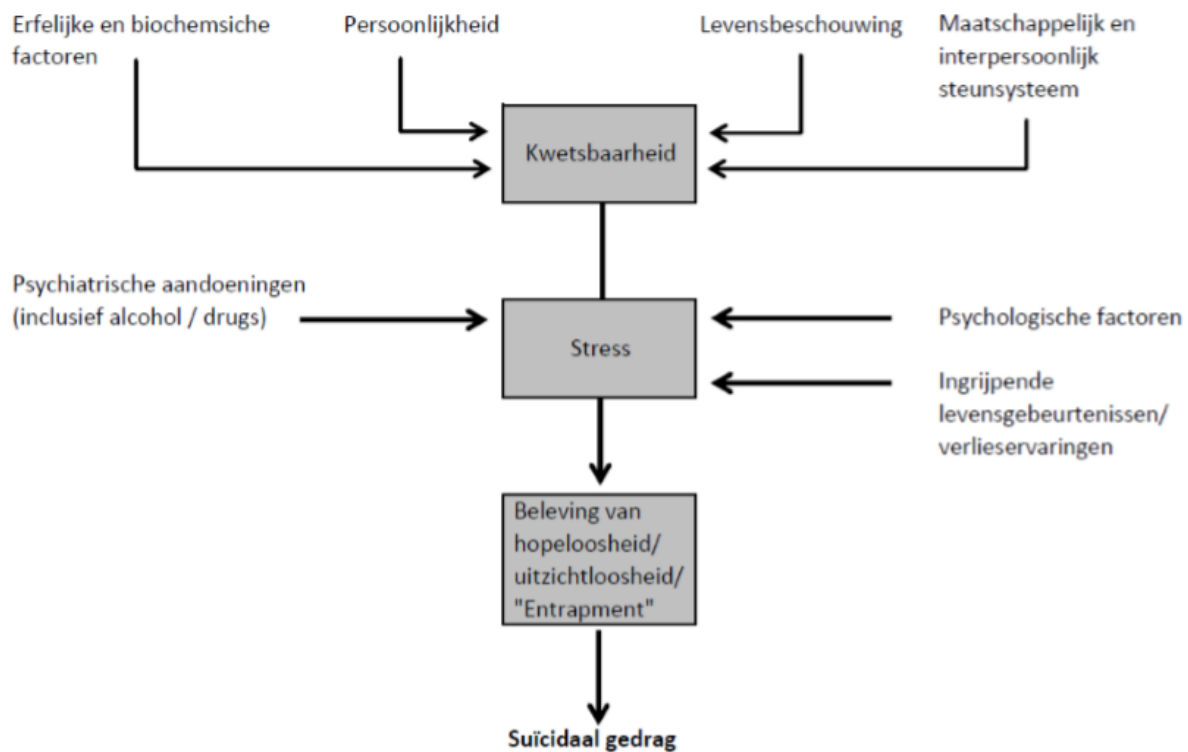 Erfelijke en biochemsiche
factoren
Persoonlijkheid
Levensbeschouwing
Maatschappelijk en
interpersoonlijk
steunsysteem
Kwetsbaarheid
Psychiatrische aandoeningen
(inclusief alcohol / drugs)
Stress
Psychologische factoren
Ingrijpende
levensgebeurtenissen/
verlieservaringen
Beleving van
hopeloosheid/
uitzichtloosheid/
"Entrapment"
Suïcidaal gedrag